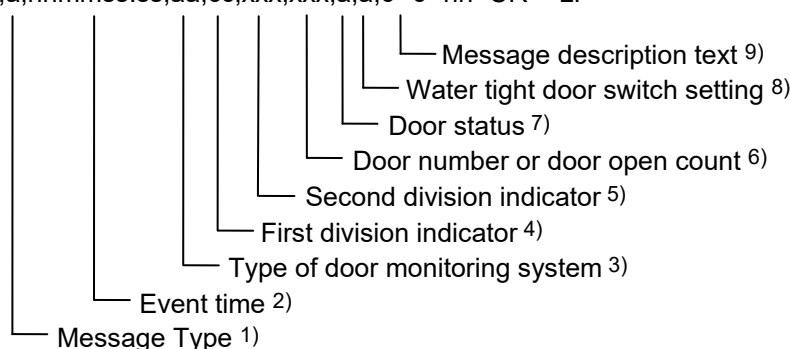 Message description text 9)
Water tight door switch setting 8)
Door status 7)
Door number or door open count 6)
Second division indicator 5)
First division indicator 4)
Type of door monitoring system 3)
Event time 2)
Message Type 1)